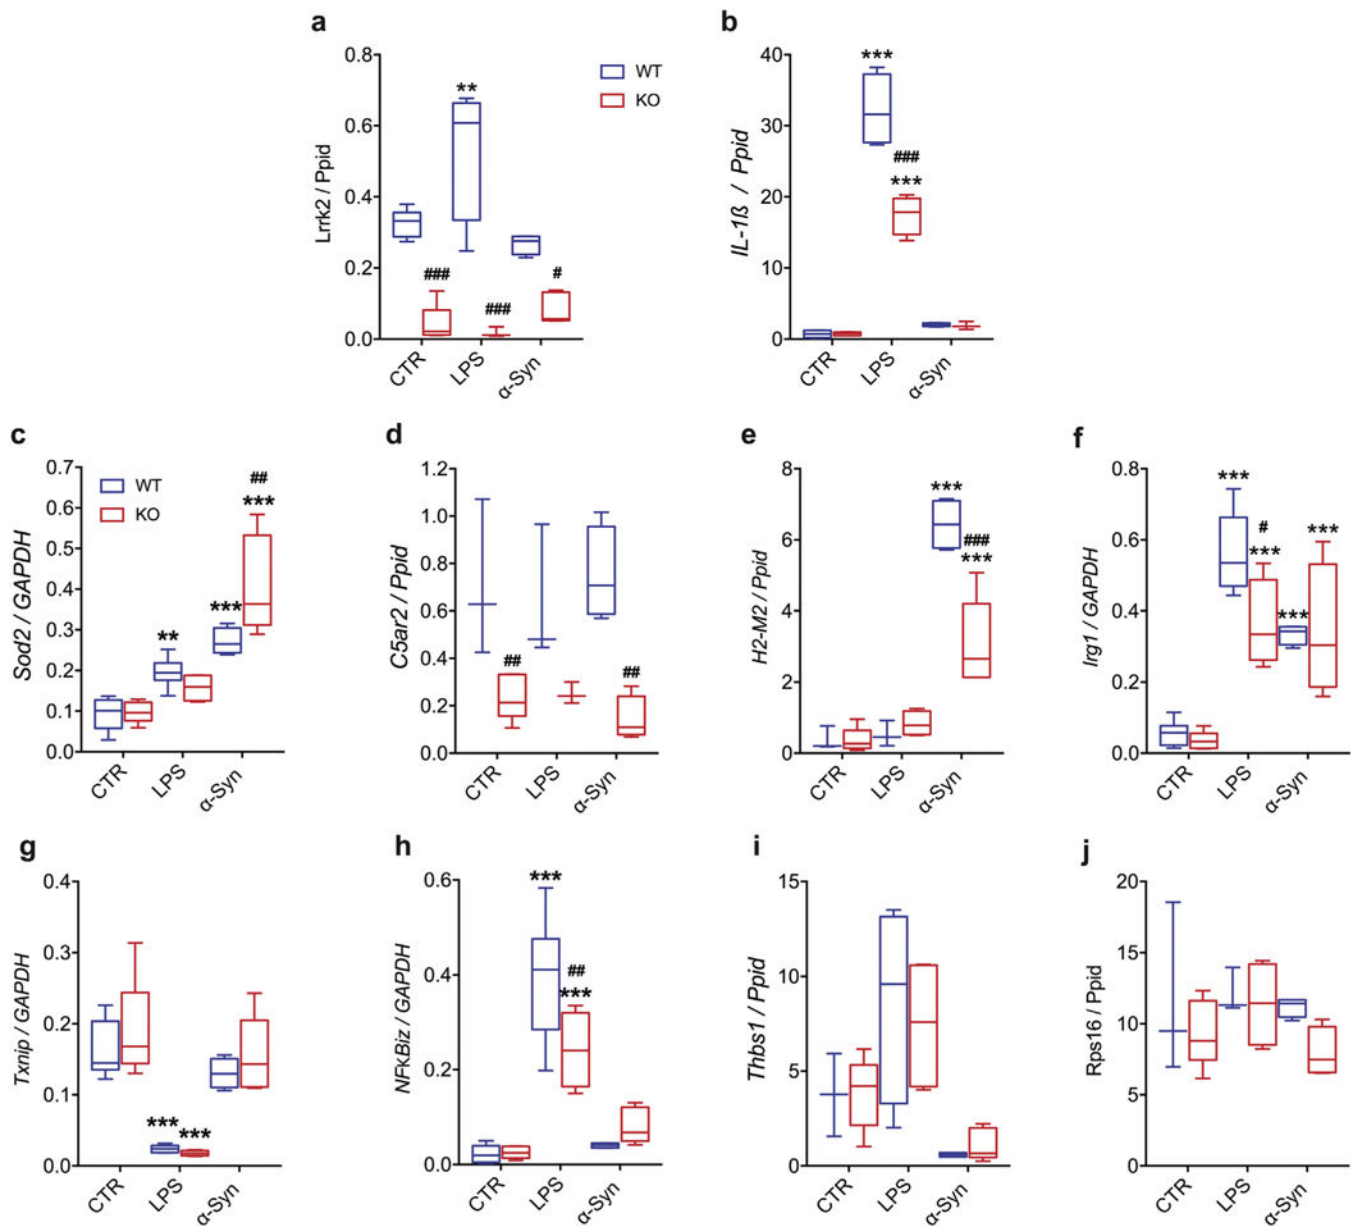 a
b
0.8
0.6
0.4
0.2
0.0
Lrrk2 / Ppid
**
###
###
#
WT
KO
CTR
LPS
α-Syn
40
30
20
10
0
IL-1ß / Ppid
***
###
***
CTR
LPS
α-Syn
c
d
e
f
0.7
0.6
0.5
0.4
0.3
0.2
0.1
0.0
Sod2 / GAPDH
WT
KO
**
***
##
***
CTR
LPS
α-Syn
1.2
1.0
0.8
0.6
0.4
0.2
0.0
C5ar2 / Ppid
##
##
CTR
LPS
α-Syn
8
6
4
2
0
H2-M2 / Ppid
***
###
***
CTR
LPS
α-Syn
0.8
0.6
0.4
0.2
0.0
Irg1 / GAPDH
***
#
***
***
***
CTR
LPS
α-Syn
g
h
i
j
0.4
0.3
0.2
0.1
0.0
Txnip / GAPDH
***
***
CTR
LPS
α-Syn
0.6
0.4
0.2
0.0
NFKBiz / GAPDH
***
##
***
CTR
LPS
α-Syn
15
10
5
0
Thbs1 / Ppid
CTR
LPS
α-Syn
20
15
10
5
0
Rps16 / Ppid
CTR
LPS
α-Syn